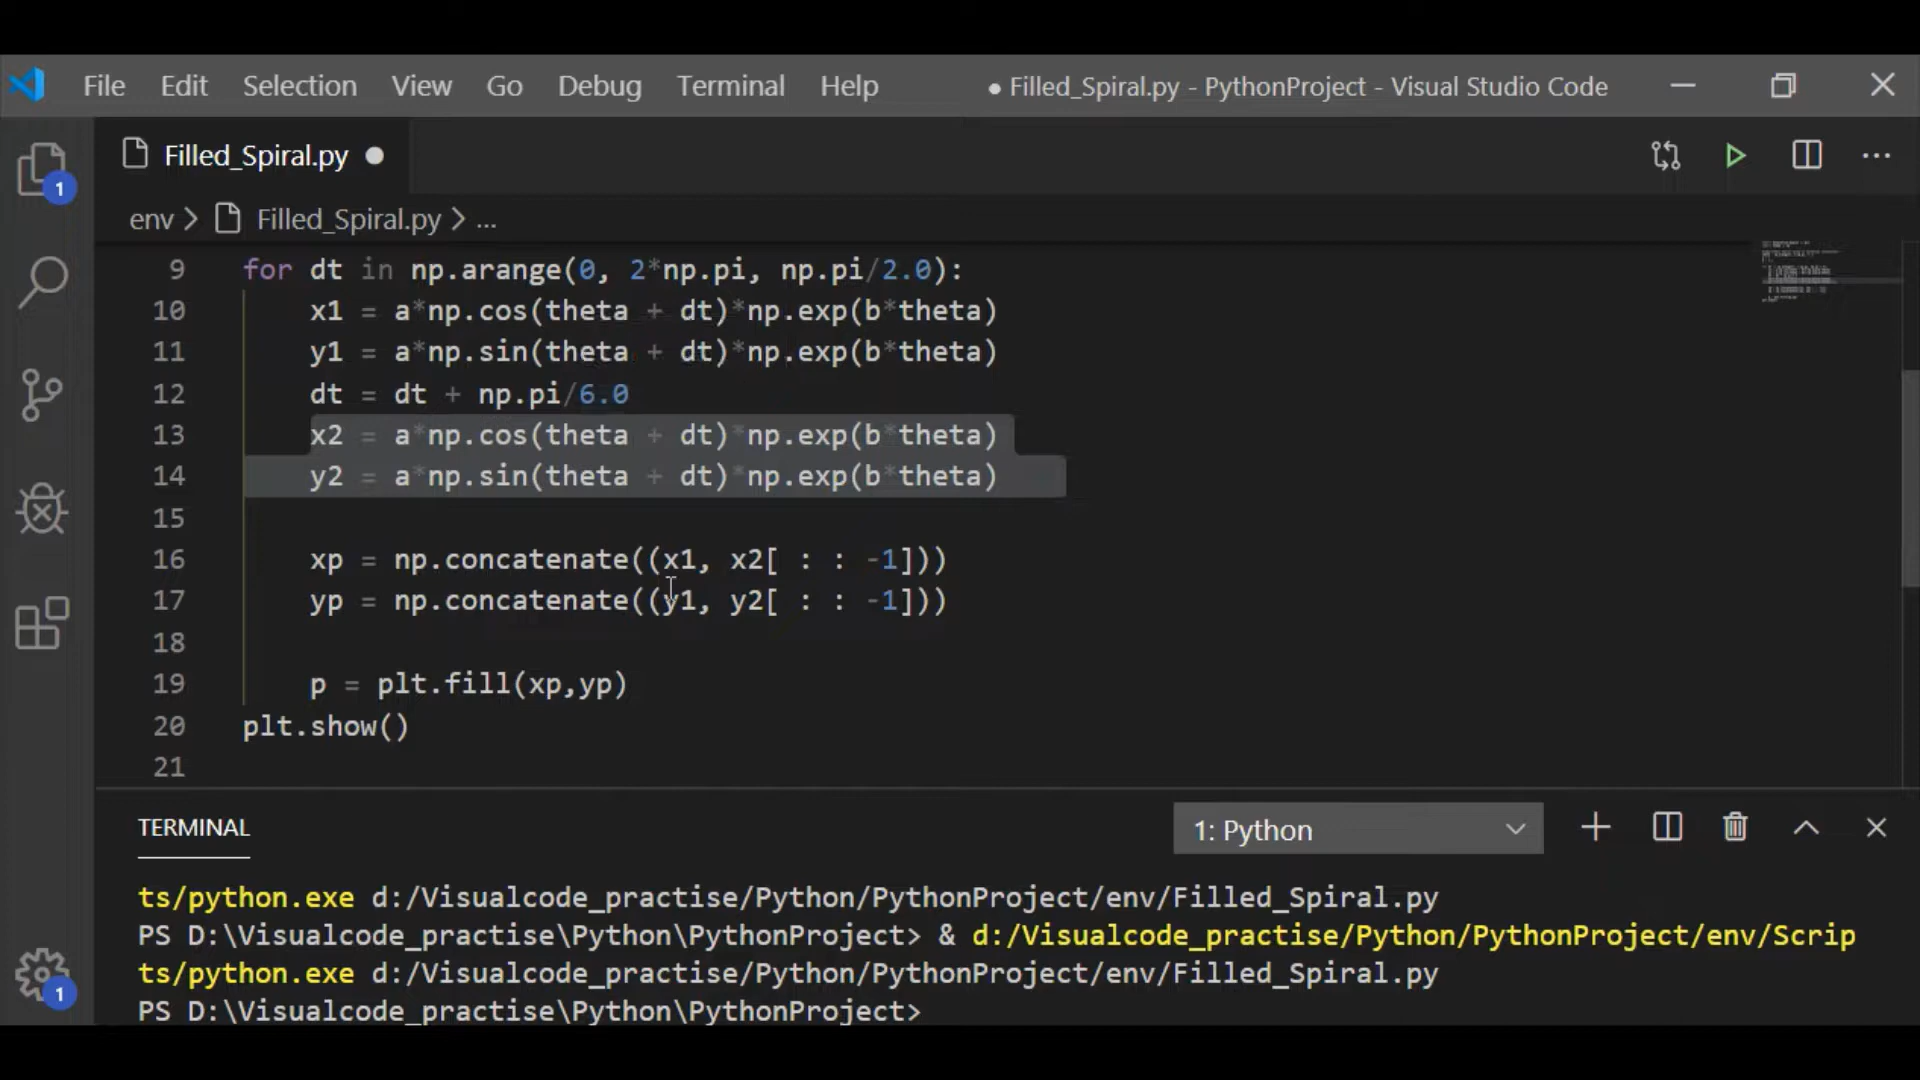 File Edit Selection View Go Debug Terminal Help ● Filled_Spiral.py - PythonProject - Visual Studio Code
Filled_Spiral.py ●
env > Filled_Spiral.py > ...
9 for dt in np.arange(0, 2*np.pi, np.pi/2.0):
10 x1 = a*np.cos(theta + dt)*np.exp(b*theta)
11 y1 = a*np.sin(theta + dt)*np.exp(b*theta)
12 dt = dt + np.pi/6.0
13 x2 = a*np.cos(theta + dt)*np.exp(b*theta)
14 y2 = a*np.sin(theta + dt)*np.exp(b*theta)
15
16 xp = np.concatenate((x1, x2[ : : -1]))
17 yp = np.concatenate((y1, y2[ : : -1]))
18
19 p = plt.fill(xp,yp)
20 plt.show()
21
TERMINAL
1: Python
ts/python.exe d:/Visualcode_practise/Python/PythonProject/env/Filled_Spiral.py
PS D:\Visualcode_practise\Python\PythonProject> & d:/Visualcode_practise/Python/PythonProject/env/Scrip
ts/python.exe d:/Visualcode_practise/Python/PythonProject/env/Filled_Spiral.py
PS D:\Visualcode_practise\Python\PythonProject>
1
1